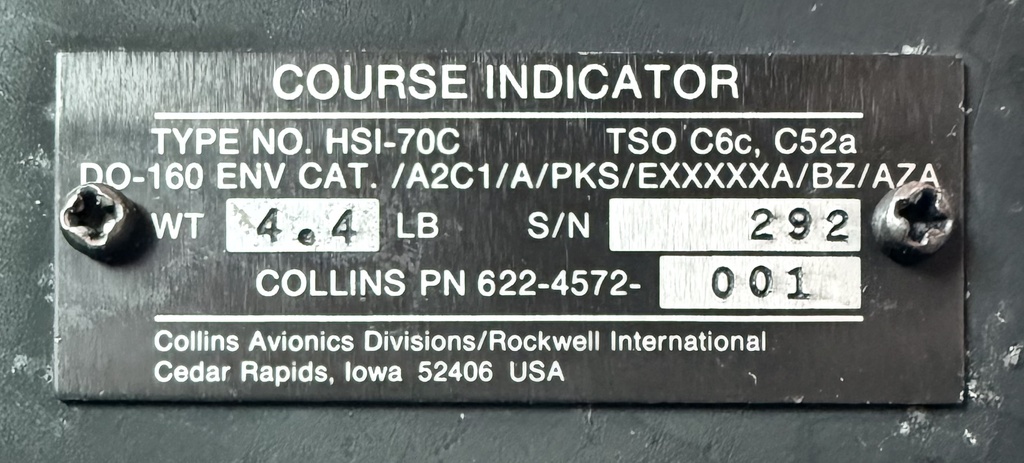 COURSE INDICATOR
TYPE NO. HSI-70C TSO C6c, C52a
DO-160 ENV CAT. /A2C1/A/PKS/EXXXXXA/BZ/AZA
WT 4.4 LB S/N 292
COLLINS PN 622-4572- 001
Collins Avionics Divisions/Rockwell International
Cedar Rapids, Iowa 52406 USA